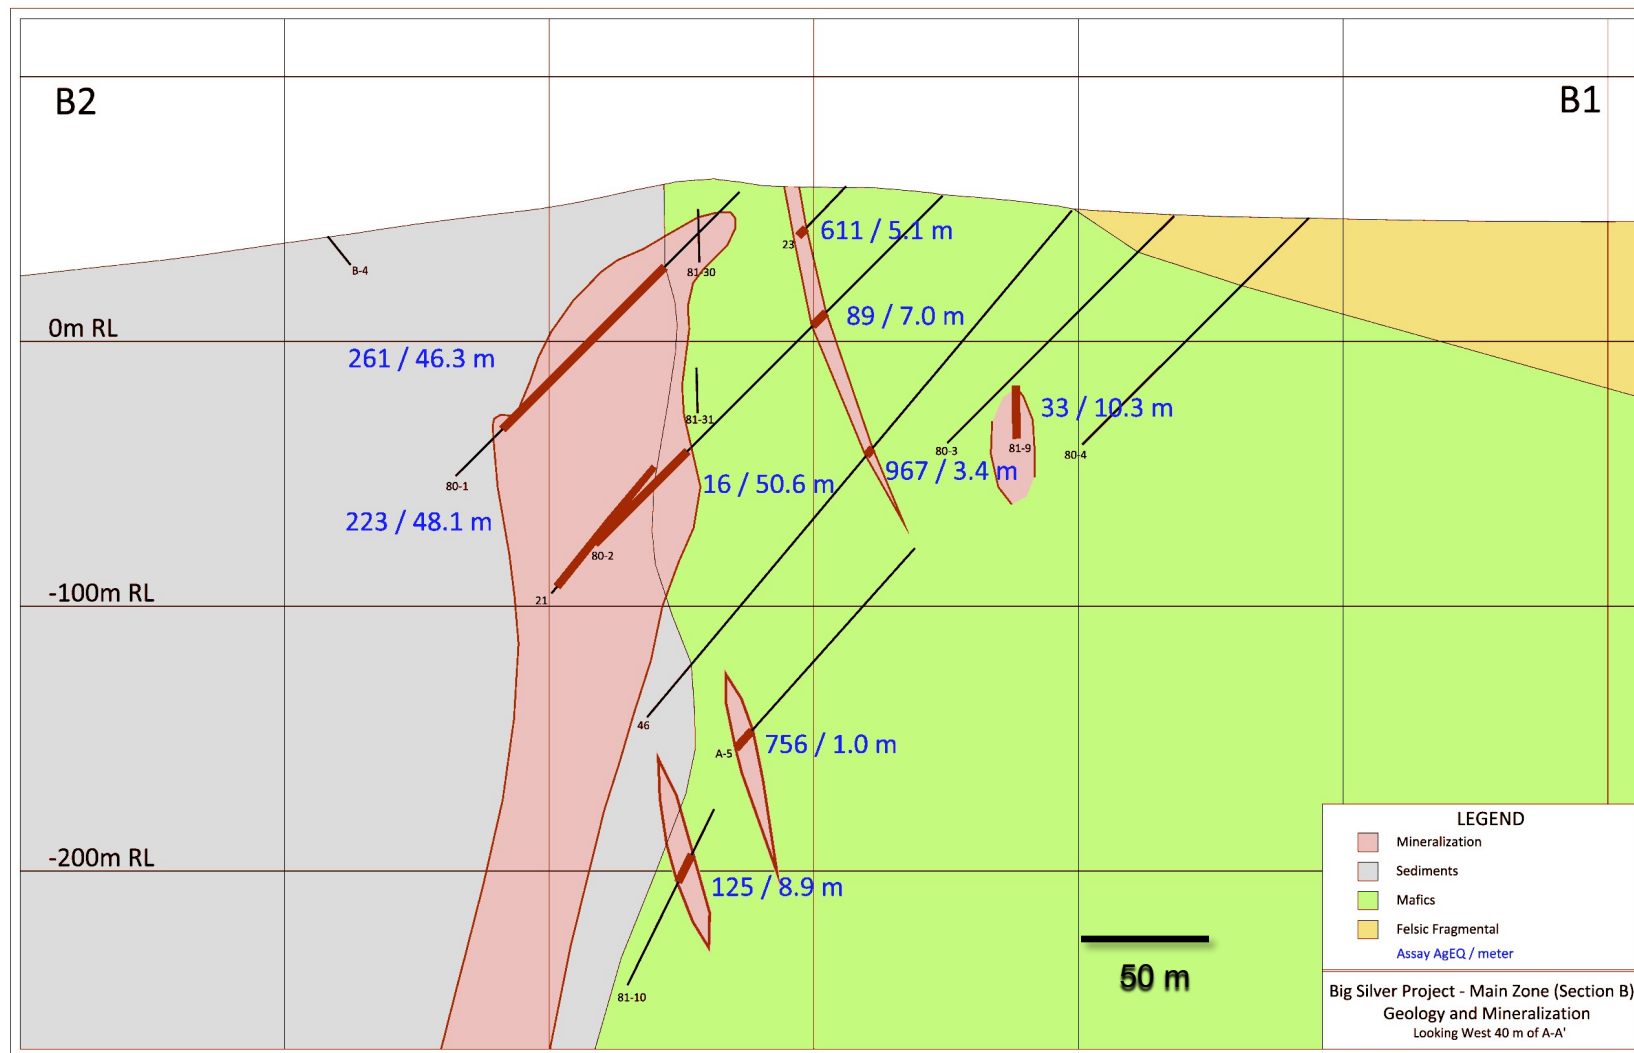 B2
B1
B-4
81-30
23
611 / 5.1 m
0m RL
89 / 7.0 m
261 / 46.3 m
81-31
33 / 10.3 m
80-3
81-9
80-4
967 / 3.4 m
80-1
16 / 50.6 m
223 / 48.1 m
80-2
-100m RL
21
46
A-5
756 / 1.0 m
-200m RL
125 / 8.9 m
81-10
50 m
LEGEND
Mineralization
Sediments
Mafics
Felsic Fragmental
Assay AgEQ / meter
Big Silver Project - Main Zone (Section B)
Geology and Mineralization
Looking West 40 m of A-A'